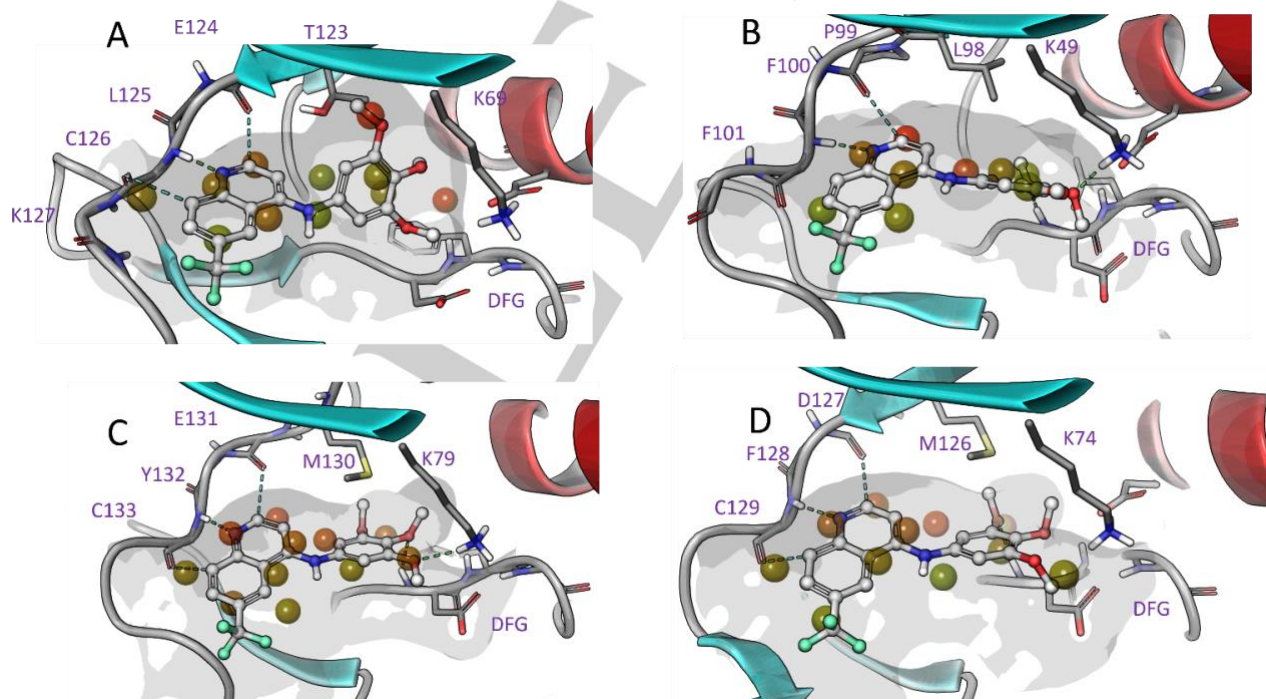 A
E124
T123
L125
K69
C126
K127
DFG
B
P99
L98
K49
F100
F101
DFG
C
E131
M130
K79
Y132
C133
DFG
D
D127
M126
K74
F128
C129
DFG